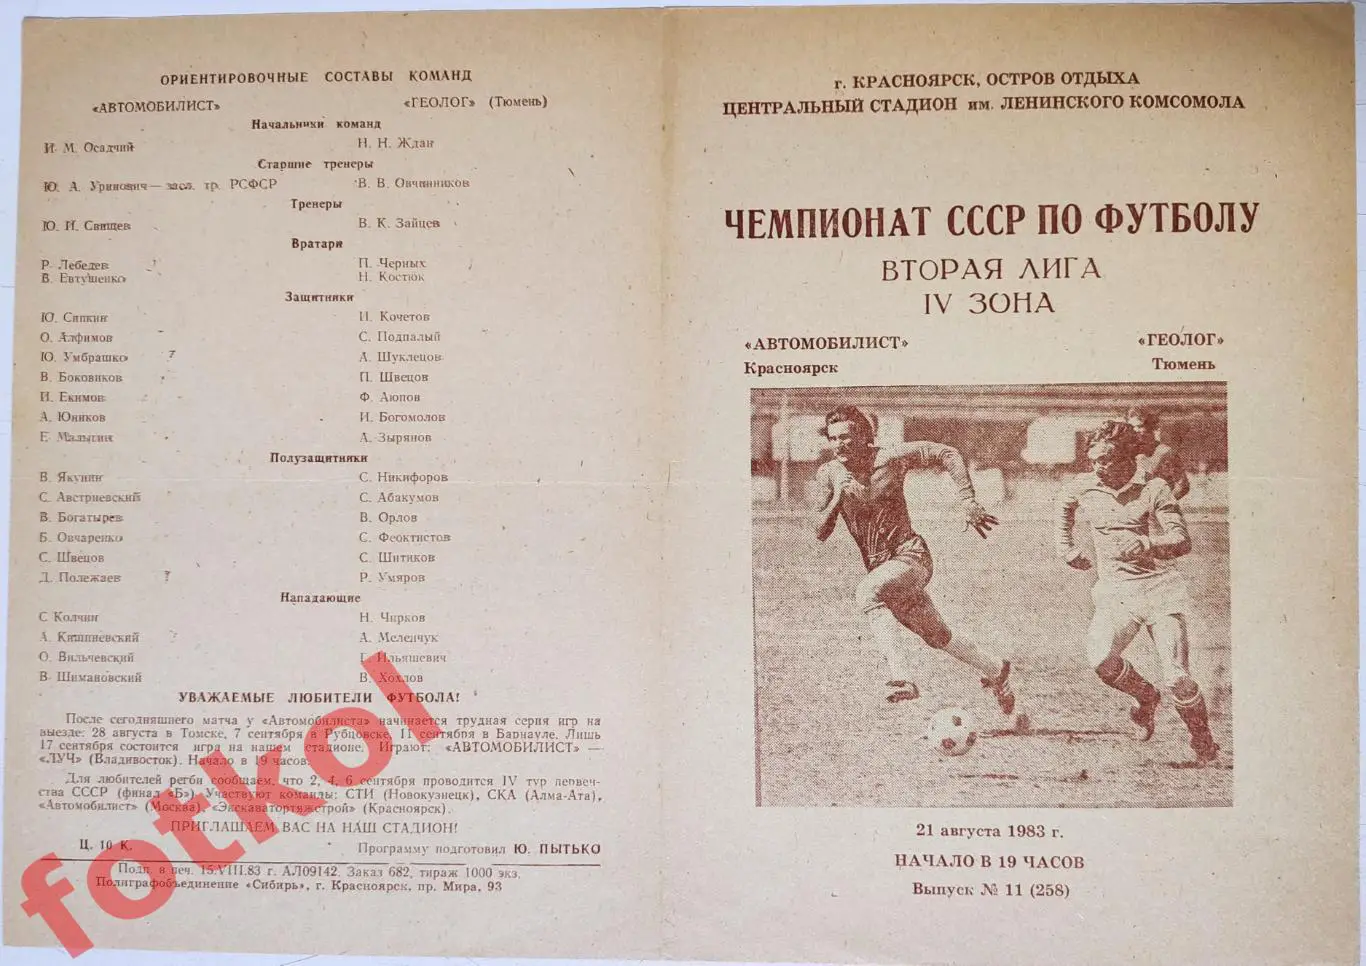 ОРИЕНТИРОВОЧНЫЕ СОСТАВЫ КОМАНД
«АВТОМОБИЛИСТ» «ГЕОЛОГ» (Тюмень)
Начальники команд
И. М. Осадчий Н. Н. Ждан
Старшие тренеры
Ю. А. Уринович — засл. тр. РСФСР В. В. Овчинников
Тренеры
Ю. И. Свищев В. К. Зайцев
Вратари
Р. Лебедев П. Черных
В. Евтушенко Н. Костюк
Защитники
Ю. Сипкин И. Кочетов
О. Алфимов С. Подпалый
Ю. Умбрашко А. Шуклецов
В. Боковиков П. Швецов
И. Екимов Ф. Аюпов
А. Юников И. Богомолов
Е. Малыгин А. Зырянов
Полузащитники
В. Якунин С. Никифоров
С. Австриевский С. Абакумов
В. Богатырев В. Орлов
Б. Овчаренко С. Феоктистов
С. Швецов С. Шитиков
Д. Полежаев Р. Умяров
Нападающие
С Колчин Н. Чирков
А. Кишиневский А. Меленчук
О. Вильчевский Г. Ильяшевич
В. Шимановский В. Хохлов
УВАЖАЕМЫЕ ЛЮБИТЕЛИ ФУТБОЛА!
После сегодняшнего матча у «Автомобилиста» начинается трудная серия игр на
выезде: 28 августа в Томске, 7 сентября в Рубцовске, 11 сентября в Барнауле. Лишь
17 сентября состоится игра на нашем стадионе. Играют: «АВТОМОБИЛИСТ» —
«ЛУЧ» (Владивосток). Начало в 19 часов.
Для любителей регби сообщаем, что 2, 4, 6 сентября проводится IV тур первен-
ства СССР (финал «Б»). Участвуют команды: СТИ (Новокузнецк), СКА (Алма-Ата),
«Автомобилист» (Москва), «Экскаватортяжстрой» (Красноярск).
ПРИГЛАШАЕМ ВАС НА НАШ СТАДИОН!
Ц. 10 К. Программу подготовил Ю. ПЫТЬКО
Подп. в печ. 15.VIII.83 г. АЛ09142. Заказ 682, тираж 1000 экз.
Полиграфобъединение «Сибирь», г. Красноярск, пр. Мира, 93
г. КРАСНОЯРСК, ОСТРОВ ОТДЫХА
ЦЕНТРАЛЬНЫЙ СТАДИОН им. ЛЕНИНСКОГО КОМСОМОЛА
ЧЕМПИОНАТ СССР ПО ФУТБОЛУ
ВТОРАЯ ЛИГА
IV ЗОНА
«АВТОМОБИЛИСТ» «ГЕОЛОГ»
Красноярск Тюмень
21 августа 1983 г.
НАЧАЛО В 19 ЧАСОВ
Выпуск № 11 (258)
fotkol